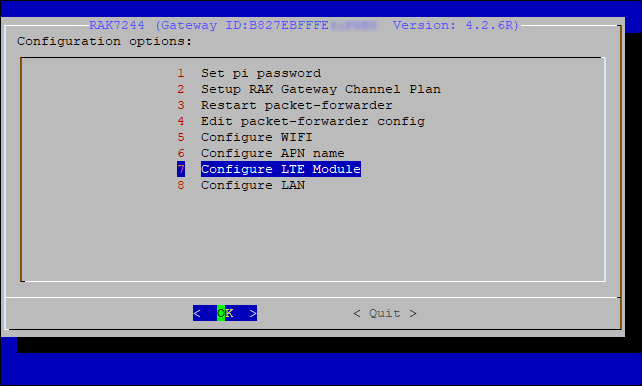 RAK7244 (Gateway ID:B827EBFFFE Version: 4.2.6R)
Configuration options:
1 Set pi password
2 Setup RAK Gateway Channel Plan
3 Restart packet-forwarder
4 Edit packet-forwarder config
5 Configure WIFI
6 Configure APN name
7 Configure LTE Module
8 Configure LAN
< OK > < Quit >